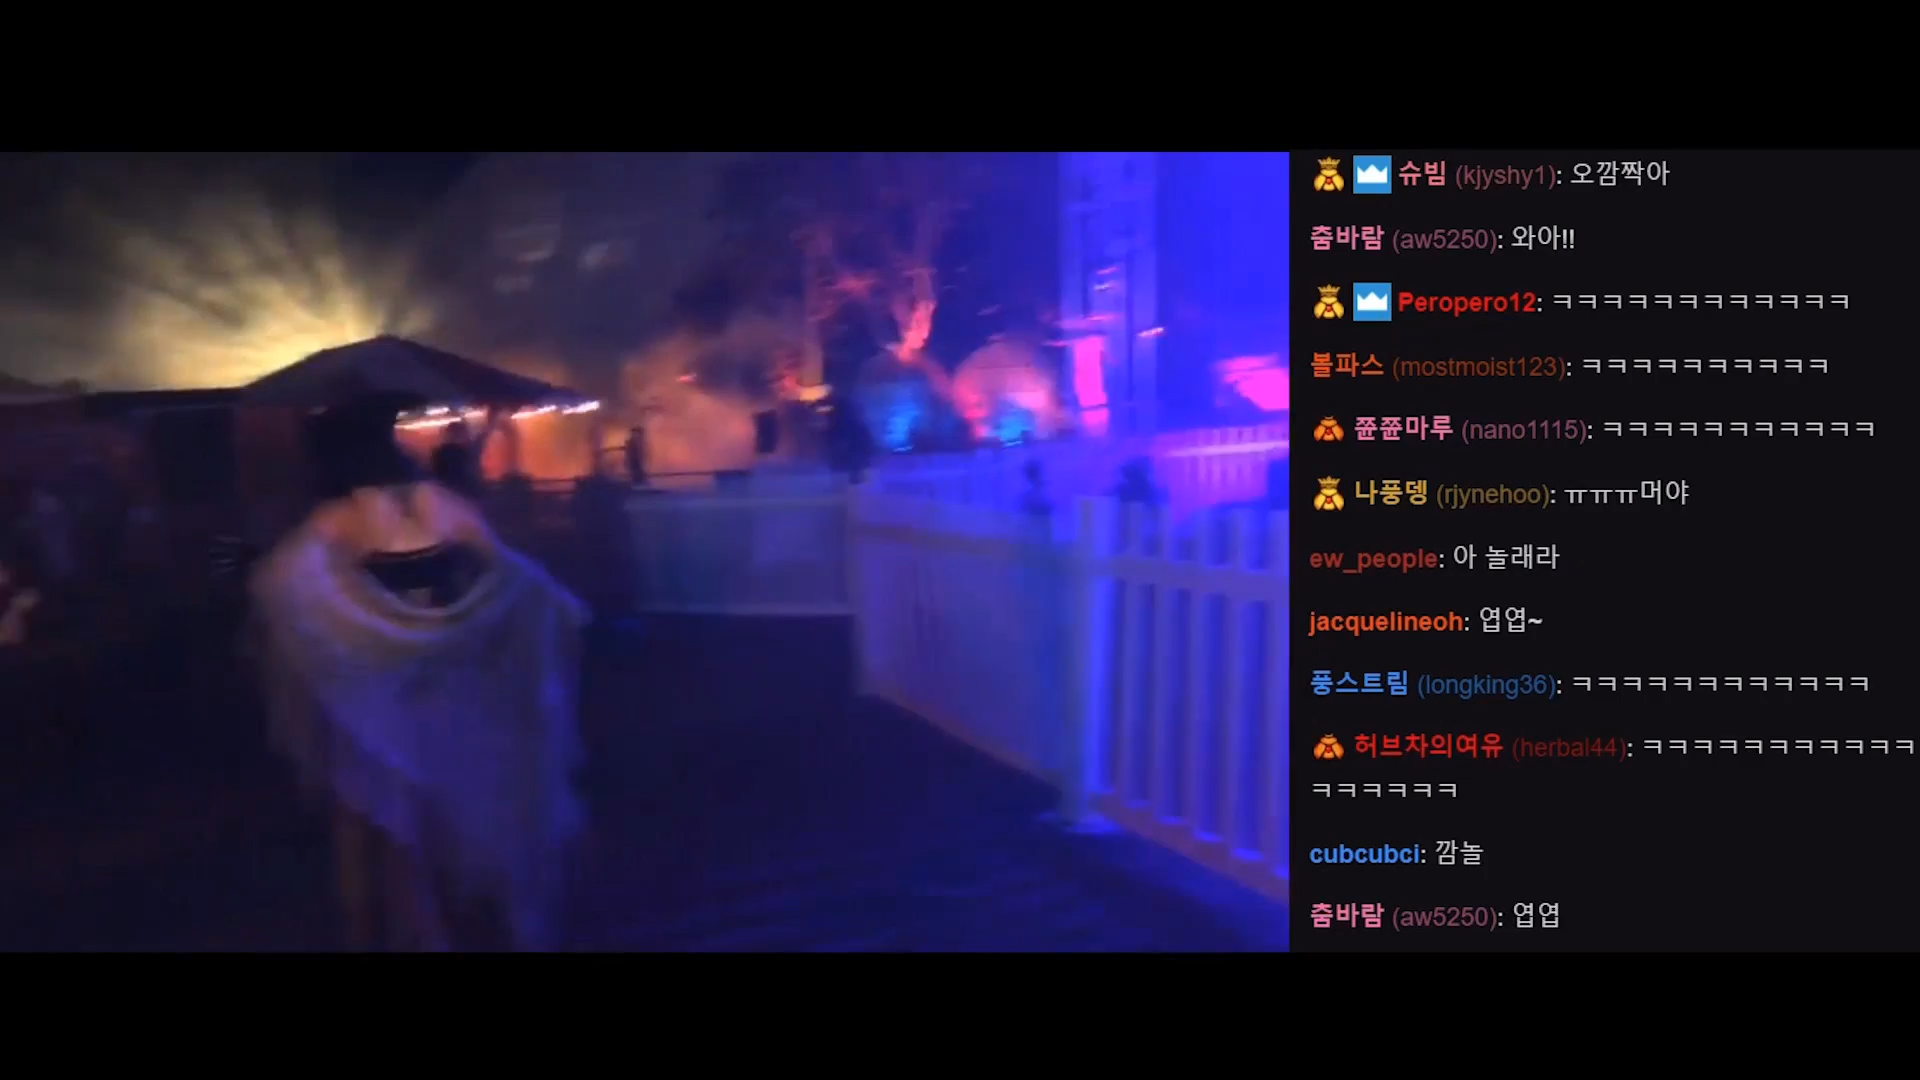 슈빔 (kjyshy1): 오깜짝아
춤바람 (aw5250): 와아!!
Peropero12: ㅋㅋㅋㅋㅋㅋㅋㅋㅋㅋㅋㅋ
볼파스 (mostmoist123): ㅋㅋㅋㅋㅋㅋㅋㅋㅋㅋ
쮼쮼마루 (nano1115): ㅋㅋㅋㅋㅋㅋㅋㅋㅋㅋㅋ
나풍뎅 (rjynehoo): ㅠㅠㅠ머야
ew_people: 아 놀래라
jacquelineoh: 엽엽~
풍스트림 (longking36): ㅋㅋㅋㅋㅋㅋㅋㅋㅋㅋㅋㅋ
허브차의여유 (herbal44): ㅋㅋㅋㅋㅋㅋㅋㅋㅋㅋㅋ
ㅋㅋㅋㅋㅋㅋ
cubcubci: 깜놀
춤바람 (aw5250): 엽엽